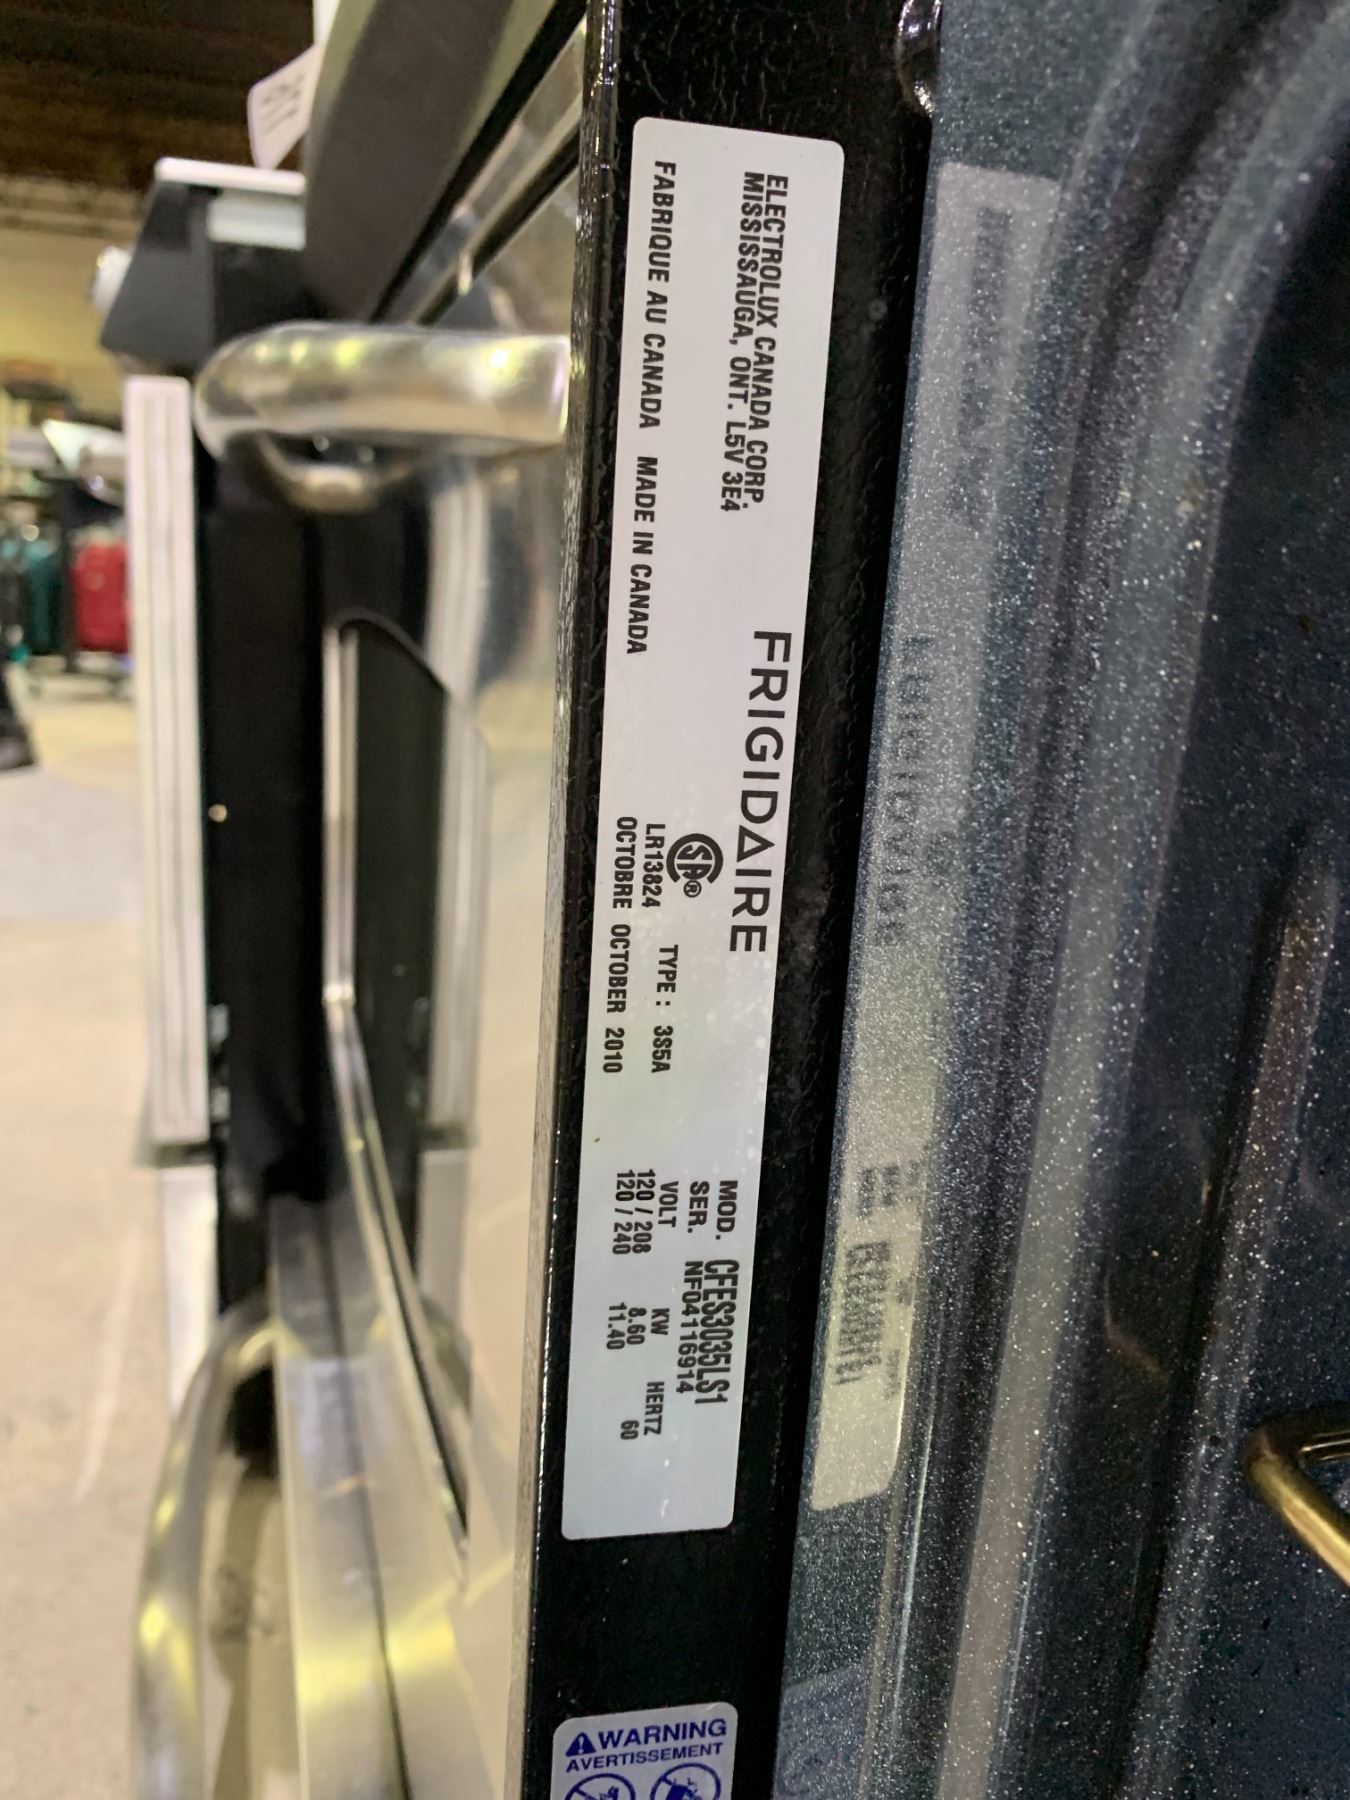 ELECTROLUX CANADA CORP.
MISSISSAUGA, ONT. L5V 3E4
FABRIQUE AU CANADA MADE IN CANADA
FRIGIDAIRE
SA®
LR13824 TYPE : 3S5A
OCTOBRE OCTOBER 2010
MOD. CFES3035LS1
SER. NF04116914
VOLT KW HERTZ
120 / 208 8.60 60
120 / 240 11.40
WARNING
AVERTISSEMENT